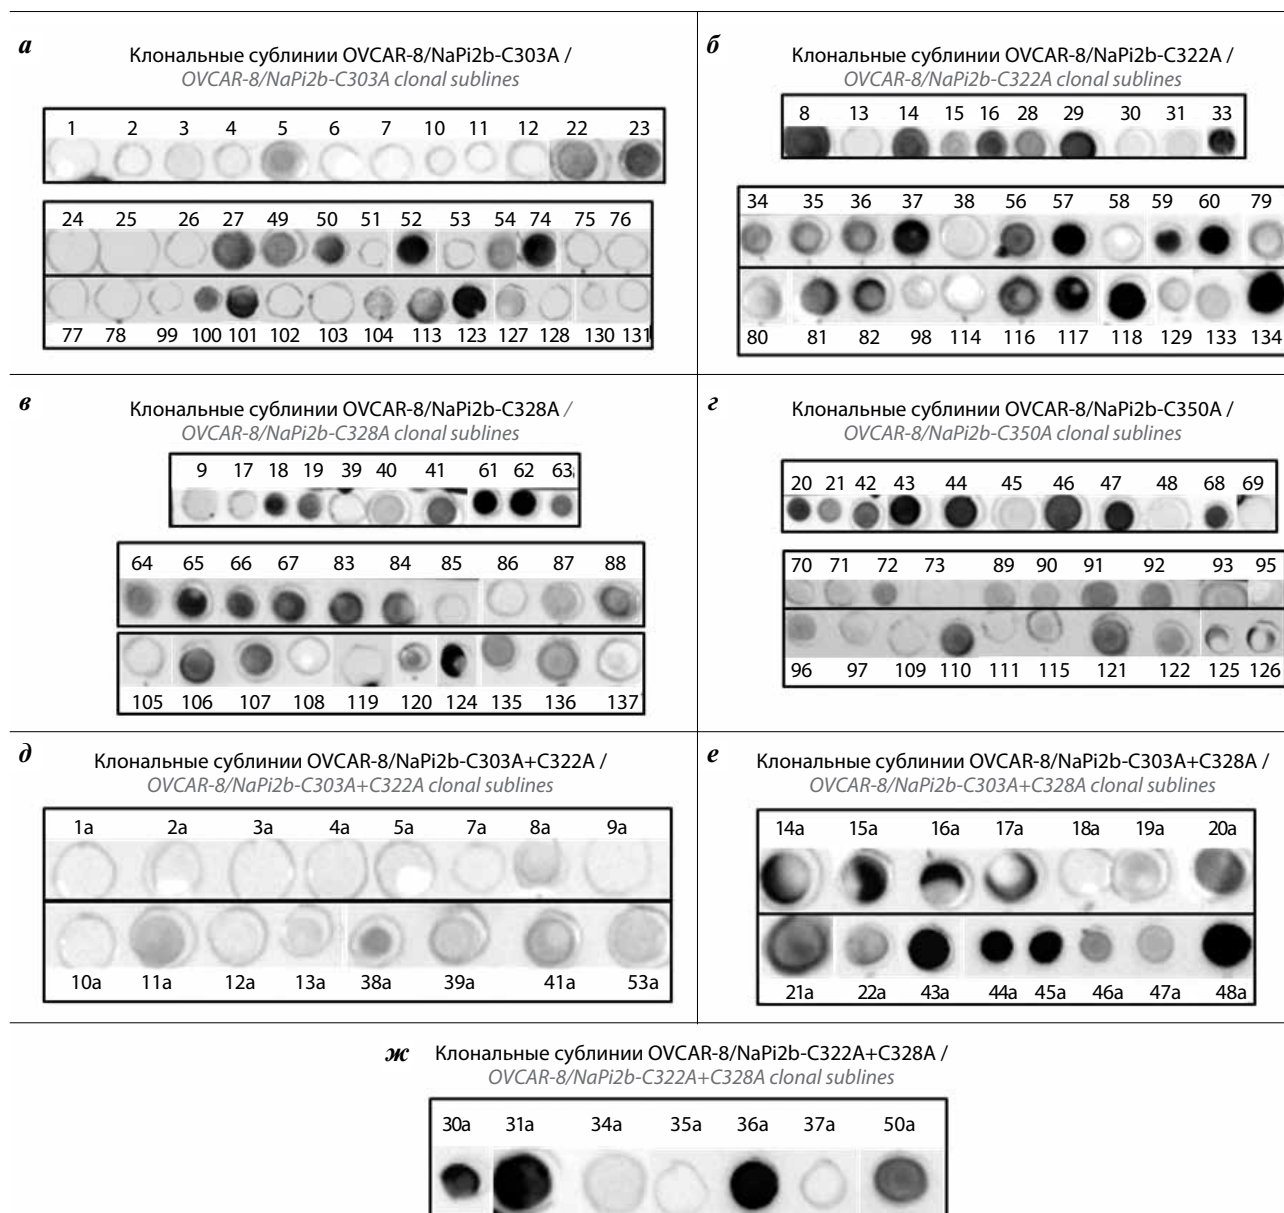 а
Клональные сублинии OVCAR-8/NaPi2b-C303A /
OVCAR-8/NaPi2b-C303A clonal sublines
1 2 3 4 5 6 7 10 11 12 22 23
24 25 26 27 49 50 51 52 53 54 74 75 76
77 78 99 100 101 102 103 104 113 123 127 128 130 131
б
Клональные сублинии OVCAR-8/NaPi2b-C322A /
OVCAR-8/NaPi2b-C322A clonal sublines
8 13 14 15 16 28 29 30 31 33
34 35 36 37 38 56 57 58 59 60 79
80 81 82 98 114 116 117 118 129 133 134
в
Клональные сублинии OVCAR-8/NaPi2b-C328A /
OVCAR-8/NaPi2b-C328A clonal sublines
9 17 18 19 39 40 41 61 62 63
64 65 66 67 83 84 85 86 87 88
105 106 107 108 119 120 124 135 136 137
г
Клональные сублинии OVCAR-8/NaPi2b-C350A /
OVCAR-8/NaPi2b-C350A clonal sublines
20 21 42 43 44 45 46 47 48 68 69
70 71 72 73 89 90 91 92 93 95
96 97 109 110 111 115 121 122 125 126
д
Клональные сублинии OVCAR-8/NaPi2b-C303A+C322A /
OVCAR-8/NaPi2b-C303A+C322A clonal sublines
1a 2a 3a 4a 5a 7a 8a 9a
10a 11a 12a 13a 38a 39a 41a 53a
е
Клональные сублинии OVCAR-8/NaPi2b-C303A+C328A /
OVCAR-8/NaPi2b-C303A+C328A clonal sublines
14a 15a 16a 17a 18a 19a 20a
21a 22a 43a 44a 45a 46a 47a 48a
ж
Клональные сублинии OVCAR-8/NaPi2b-C322A+C328A /
OVCAR-8/NaPi2b-C322A+C328A clonal sublines
30a 31a 34a 35a 36a 37a 50a